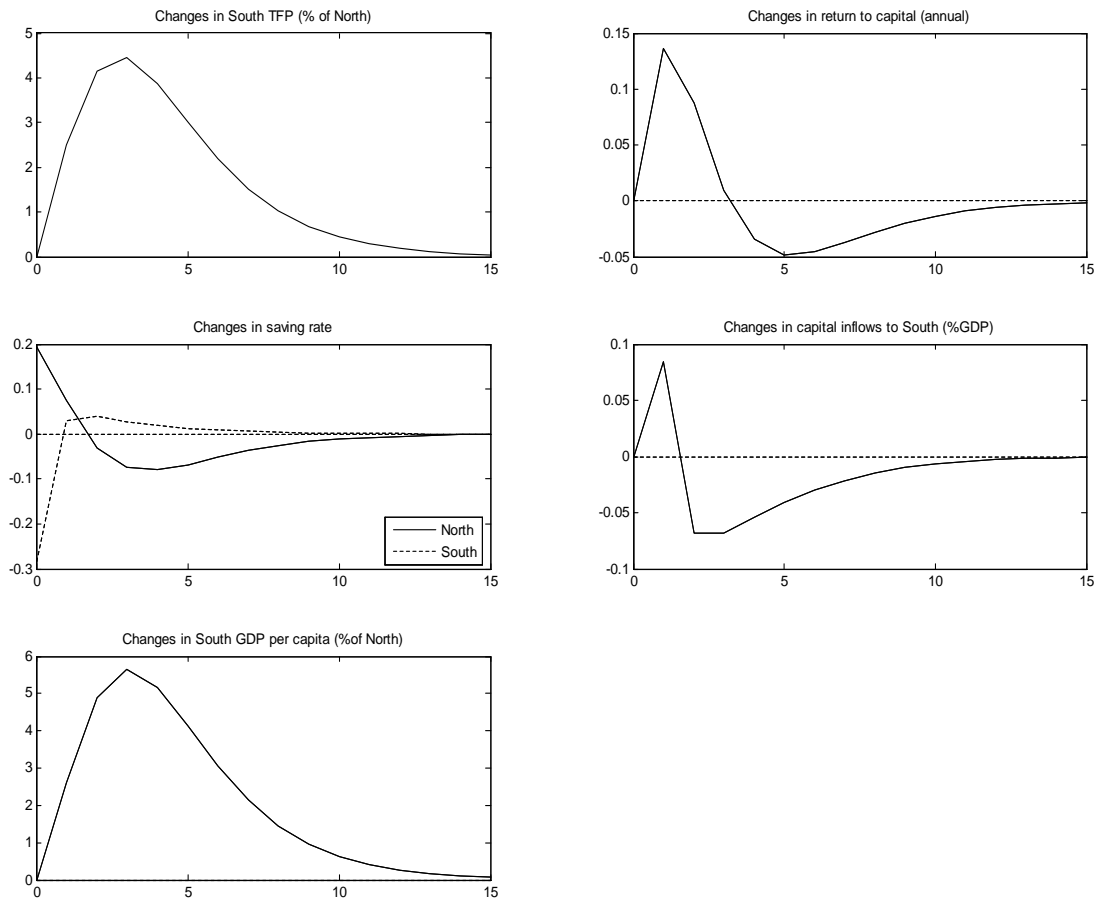 Changes in South TFP (% of North)
5
4
3
2
1
0
0 5 10 15
Changes in return to capital (annual)
0.15
0.1
0.05
0
-0.05
0 5 10 15
Changes in saving rate
0.2
0.1
0
-0.1
-0.2
-0.3
North
South
0 5 10 15
Changes in capital inflows to South (%GDP)
0.1
0.05
0
-0.05
-0.1
0 5 10 15
Changes in South GDP per capita (%of North)
6
5
4
3
2
1
0
0 5 10 15